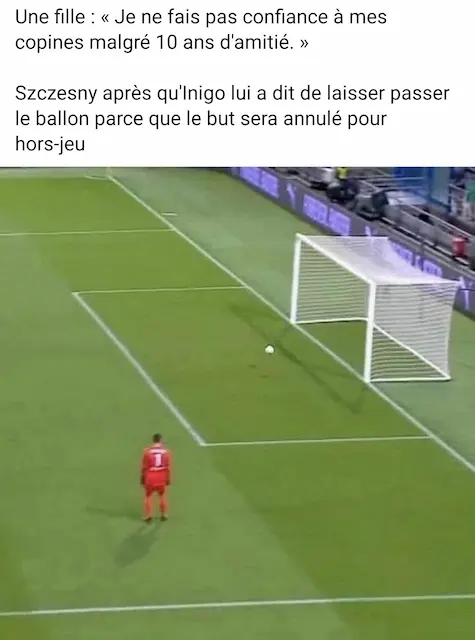 Une fille : « Je ne fais pas confiance à mes
copines malgré 10 ans d'amitié. »
Szczesny après qu'Inigo lui a dit de laisser passer
le ballon parce que le but sera annulé pour
hors-jeu
1